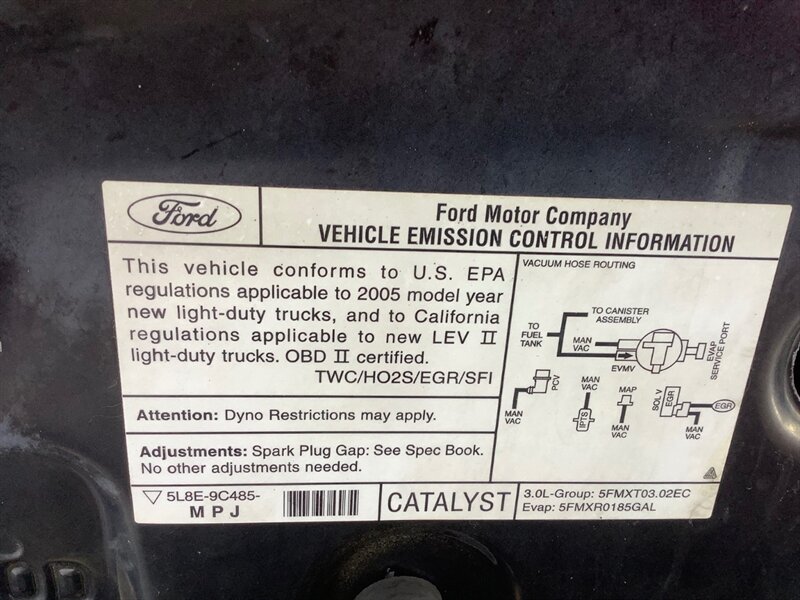 Ford
Ford Motor Company
VEHICLE EMISSION CONTROL INFORMATION
This vehicle conforms to U.S. EPA
regulations applicable to 2005 model year
new light-duty trucks, and to California
regulations applicable to new LEV II
light-duty trucks. OBD II certified.
TWC/HO2S/EGR/SFI
Attention: Dyno Restrictions may apply.
Adjustments: Spark Plug Gap: See Spec Book.
No other adjustments needed.
5L8E-9C485-
M P J
CATALYST
VACUUM HOSE ROUTING
TO CANISTER
ASSEMBLY
TO
FUEL
TANK
MAN
VAC
EVMV
EVAP
SERVICE PORT
PCV
MAN
VAC
MAN
VAC
IPTS
MAP
MAN
VAC
SOL V
EGR
EGR
MAN
VAC
3.0L-Group: 5FMXT03.02EC
Evap: 5FMXR0185GAL